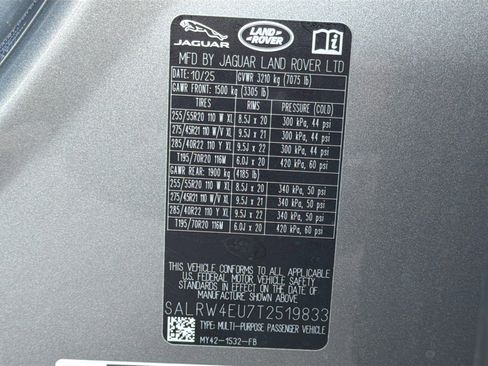 JAGUAR LAND ROVER
MFD BY JAGUAR LAND ROVER LTD
DATE: 10/25 GVWR 3210 kg (7075 lb)
GAWR FRONT: 1500 kg (3305 lb)
TIRES RIMS PRESSURE (COLD)
255/55R20 110 W XL 8.5J x 20 300 kPa, 44 psi
275/45R21 110 W/V XL 9.5J x 21 300 kPa, 44 psi
285/40R22 110 Y XL 9.5J x 22 300 kPa, 44 psi
T195/70R20 116M 6.0J x 20 420 kPa, 60 psi
GAWR REAR: 1900 kg (4185 lb)
255/55R20 110 W XL 8.5J x 20 340 kPa, 50 psi
275/45R21 110 W/V XL 9.5J x 21 340 kPa, 50 psi
285/40R22 110 Y XL 9.5J x 22 340 kPa, 50 psi
T195/70R20 116M 6.0J x 20 420 kPa, 60 psi
THIS VEHICLE CONFORMS TO ALL APPLICABLE
U.S. FEDERAL MOTOR VEHICLE SAFETY
STANDARDS IN EFFECT ON THE DATE OF
MANUFACTURE SHOWN ABOVE
SALRW4EU7T2519833
TYPE: MULTI-PURPOSE PASSENGER VEHICLE
MY42-1532-FB